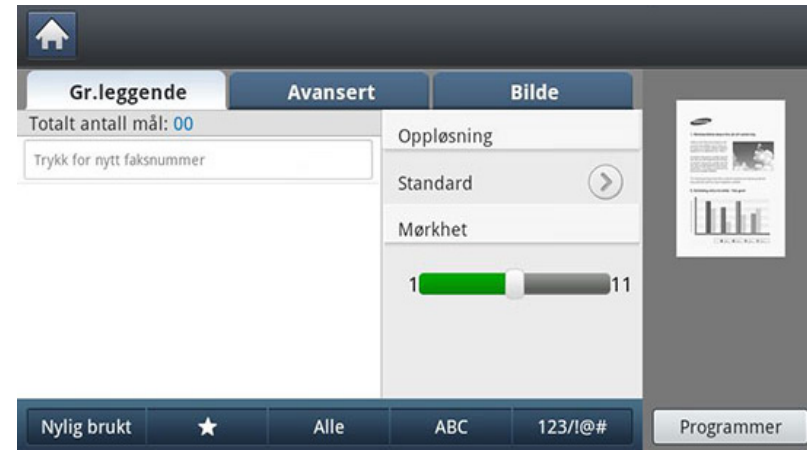 Gr.leggende
Avansert
Bilde
Totalt antall mål: 00
Trykk for nytt faksnummer
Oppløsning
Standard
Mørkhet
1
11
Nylig brukt
★
Alle
ABC
123/!@#
Programmer